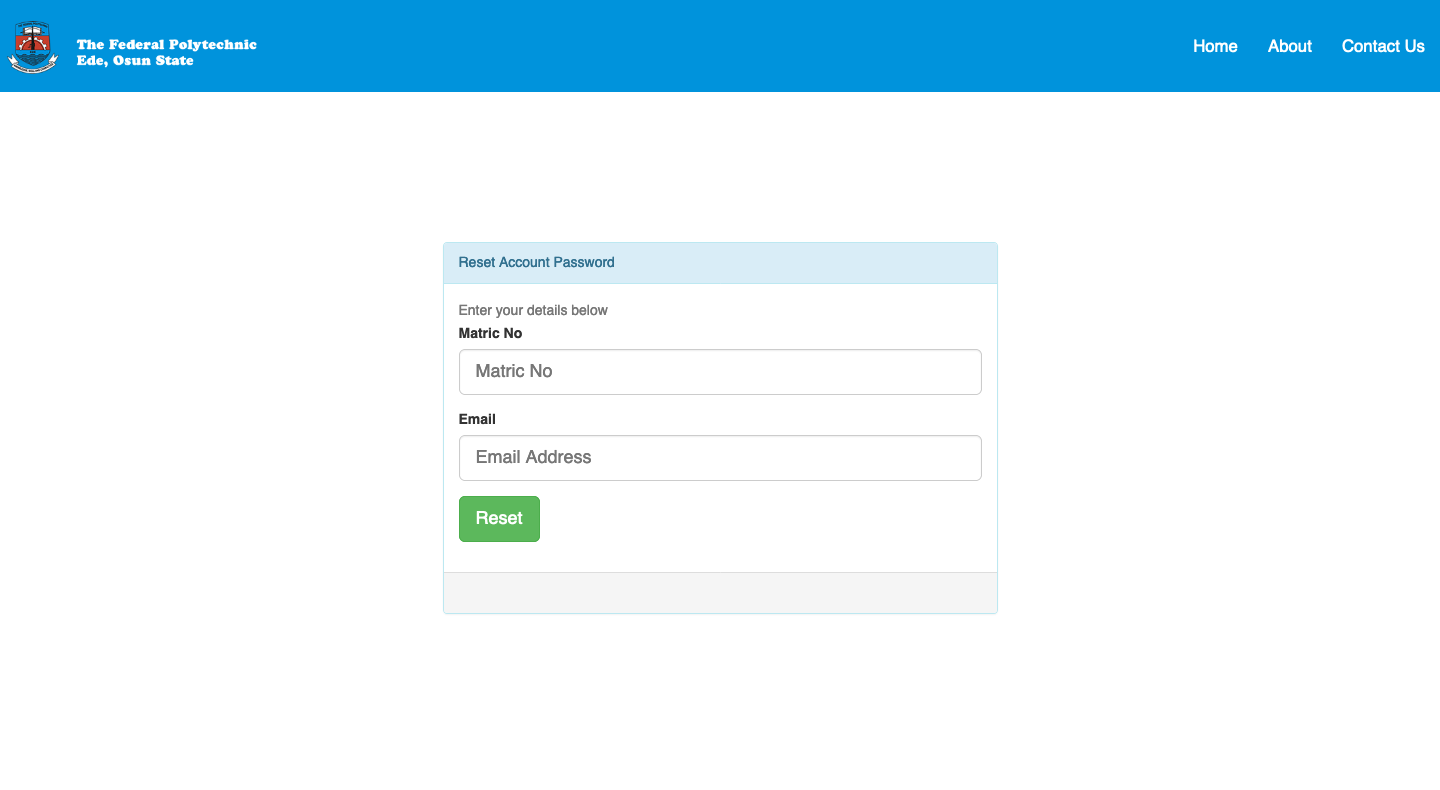 The Federal Polytechnic
Ede, Osun State
Home About Contact Us
Reset Account Password
Enter your details below
Matric No
Matric No
Email
Email Address
Reset